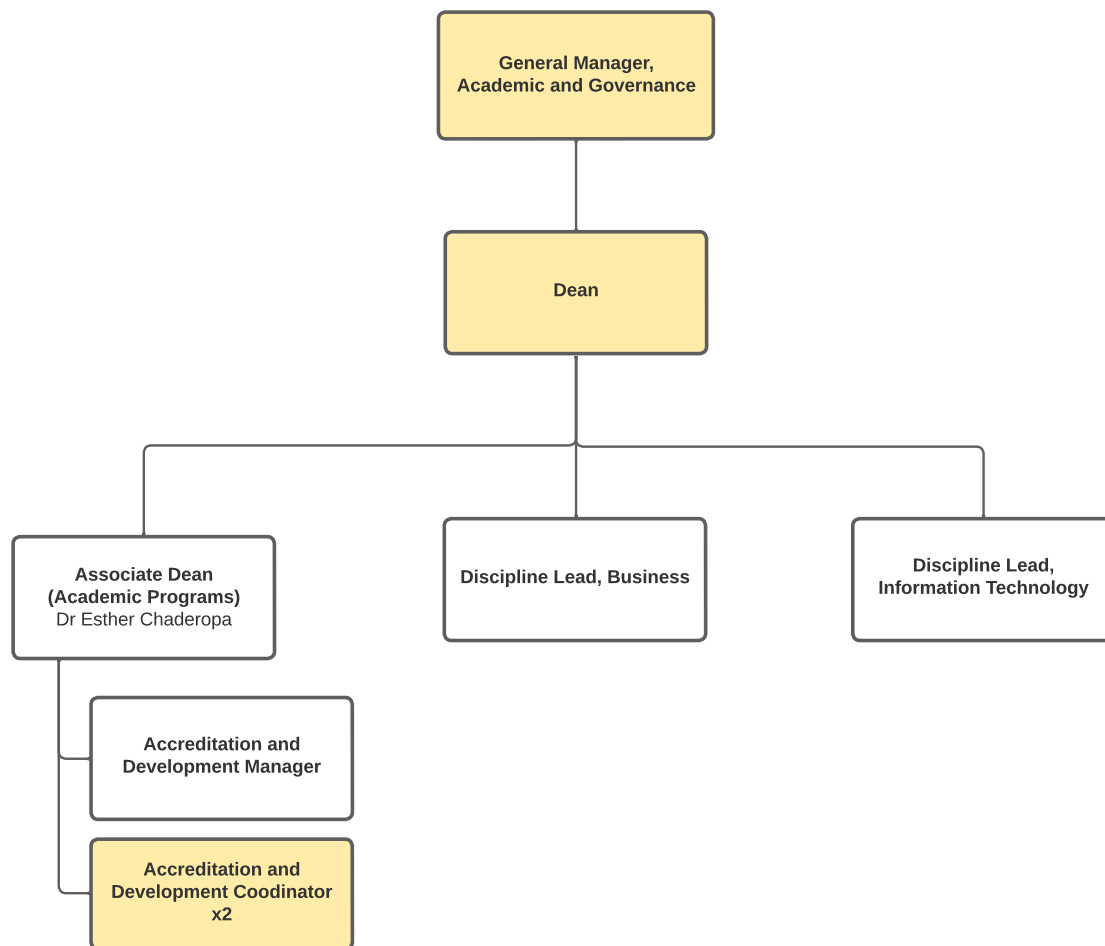 General Manager,
Academic and Governance
Dean
Associate Dean
(Academic Programs)
Dr Esther Chaderopa
Discipline Lead, Business
Discipline Lead,
Information Technology
Accreditation and
Development Manager
Accreditation and
Development Coodinator
x2